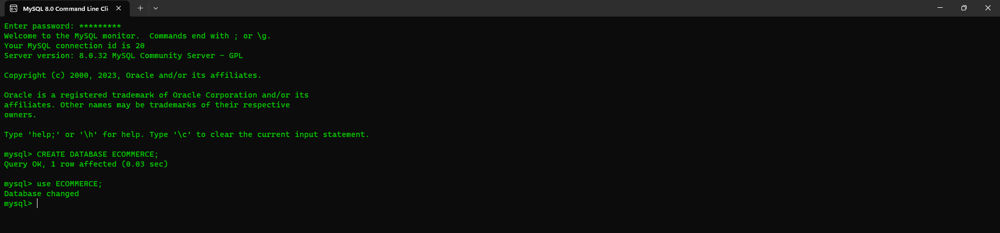 MySQL 8.0 Command Line Cli
Enter password: *********
Welcome to the MySQL monitor.  Commands end with ; or \g.
Your MySQL connection id is 20
Server version: 8.0.32 MySQL Community Server - GPL
Copyright (c) 2000, 2023, Oracle and/or its affiliates.
Oracle is a registered trademark of Oracle Corporation and/or its
affiliates. Other names may be trademarks of their respective
owners.
Type 'help;' or '\h' for help. Type '\c' to clear the current input statement.
mysql> CREATE DATABASE ECOMMERCE;
Query OK, 1 row affected (0.03 sec)
mysql> use ECOMMERCE;
Database changed
mysql>